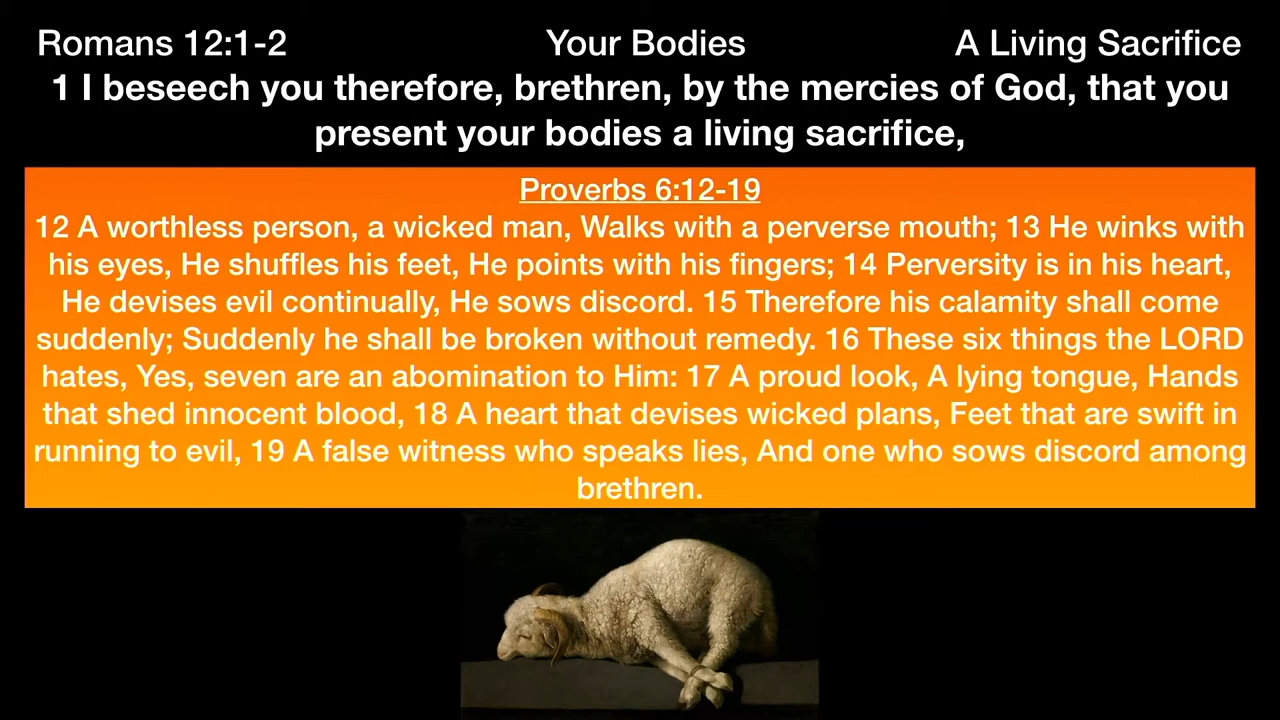 Romans 12:1-2 Your Bodies A Living Sacrifice
1 I beseech you therefore, brethren, by the mercies of God, that you
present your bodies a living sacrifice,
Proverbs 6:12-19
12 A worthless person, a wicked man, Walks with a perverse mouth; 13 He winks with
his eyes, He shuffles his feet, He points with his fingers; 14 Perversity is in his heart,
He devises evil continually, He sows discord. 15 Therefore his calamity shall come
suddenly; Suddenly he shall be broken without remedy. 16 These six things the LORD
hates, Yes, seven are an abomination to Him: 17 A proud look, A lying tongue, Hands
that shed innocent blood, 18 A heart that devises wicked plans, Feet that are swift in
running to evil, 19 A false witness who speaks lies, And one who sows discord among
brethren.